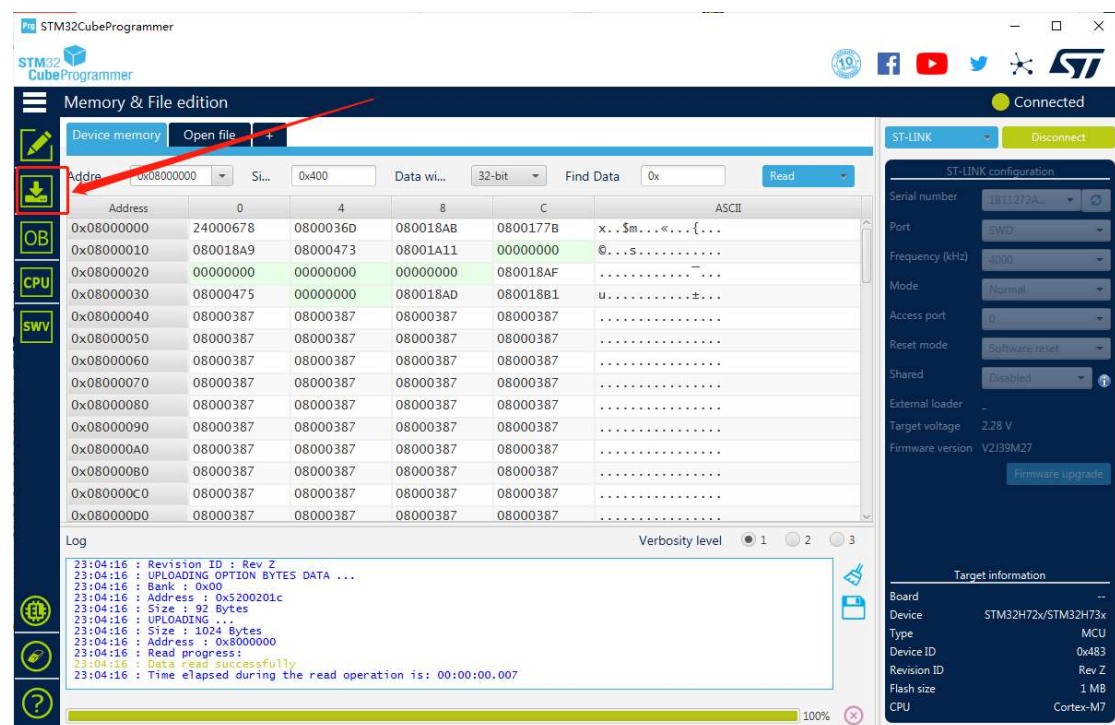 Prg STM32CubeProgrammer
STM32
CubeProgrammer
10
Memory & File edition
Connected
Device memory Open file +
ST-LINK Disconnect
Addre... 0x08000000 Si... 0x400 Data wi... 32-bit Find Data 0x Read
ST-LINK configuration
Address 0 4 8 C ASCII
0x08000000 24000678 0800036D 080018AB 0800177B x..$m...«...{...
0x08000010 080018A9 08000473 08001A11 00000000 ©...s...........
0x08000020 00000000 00000000 00000000 080018AF ............¯...
0x08000030 08000475 00000000 080018AD 080018B1 u...........±...
0x08000040 08000387 08000387 08000387 08000387 ................
0x08000050 08000387 08000387 08000387 08000387 ................
0x08000060 08000387 08000387 08000387 08000387 ................
0x08000070 08000387 08000387 08000387 08000387 ................
0x08000080 08000387 08000387 08000387 08000387 ................
0x08000090 08000387 08000387 08000387 08000387 ................
0x080000A0 08000387 08000387 08000387 08000387 ................
0x080000B0 08000387 08000387 08000387 08000387 ................
0x080000C0 08000387 08000387 08000387 08000387 ................
0x080000D0 08000387 08000387 08000387 08000387 ................
OB
CPU
SWV
Serial number 1811272A...
Port SWD
Frequency (kHz) 4000
Mode Normal
Access port 0
Reset mode Software reset
Shared Disabled
External loader _
Target voltage 2.28 V
Firmware version V2J39M27
Firmware upgrade
Log Verbosity level 1 2 3
23:04:16 : Revision ID : Rev Z
23:04:16 : UPLOADING OPTION BYTES DATA ...
23:04:16 : Bank : 0x00
23:04:16 : Address : 0x5200201c
23:04:16 : Size : 92 Bytes
23:04:16 : UPLOADING ...
23:04:16 : Size : 1024 Bytes
23:04:16 : Address : 0x8000000
23:04:16 : Read progress:
23:04:16 : Data read successfully
23:04:16 : Time elapsed during the read operation is: 00:00:00.007
100%
Target information
Board --
Device STM32H72x/STM32H73x
Type MCU
Device ID 0x483
Revision ID Rev Z
Flash size 1 MB
CPU Cortex-M7